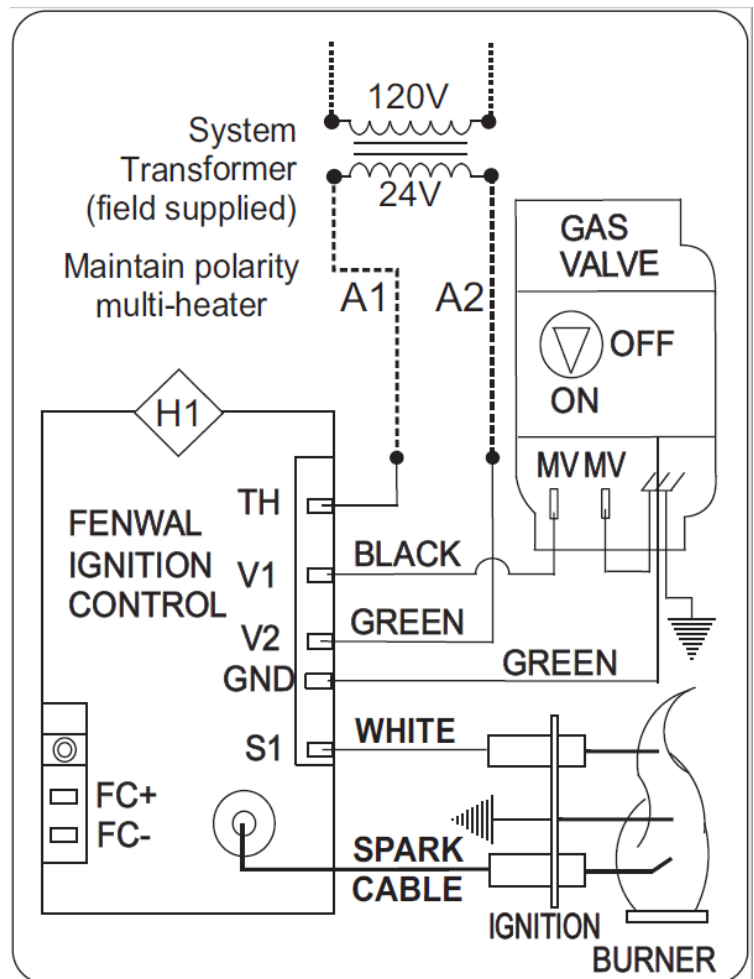 120V
System
Transformer
(field supplied)
24V
Maintain polarity
multi-heater
A1
A2
GAS
VALVE
OFF
ON
MV
MV
H1
FENWAL
IGNITION
CONTROL
TH
V1
V2
GND
S1
BLACK
GREEN
GREEN
WHITE
FC+
FC-
SPARK
CABLE
IGNITION
BURNER